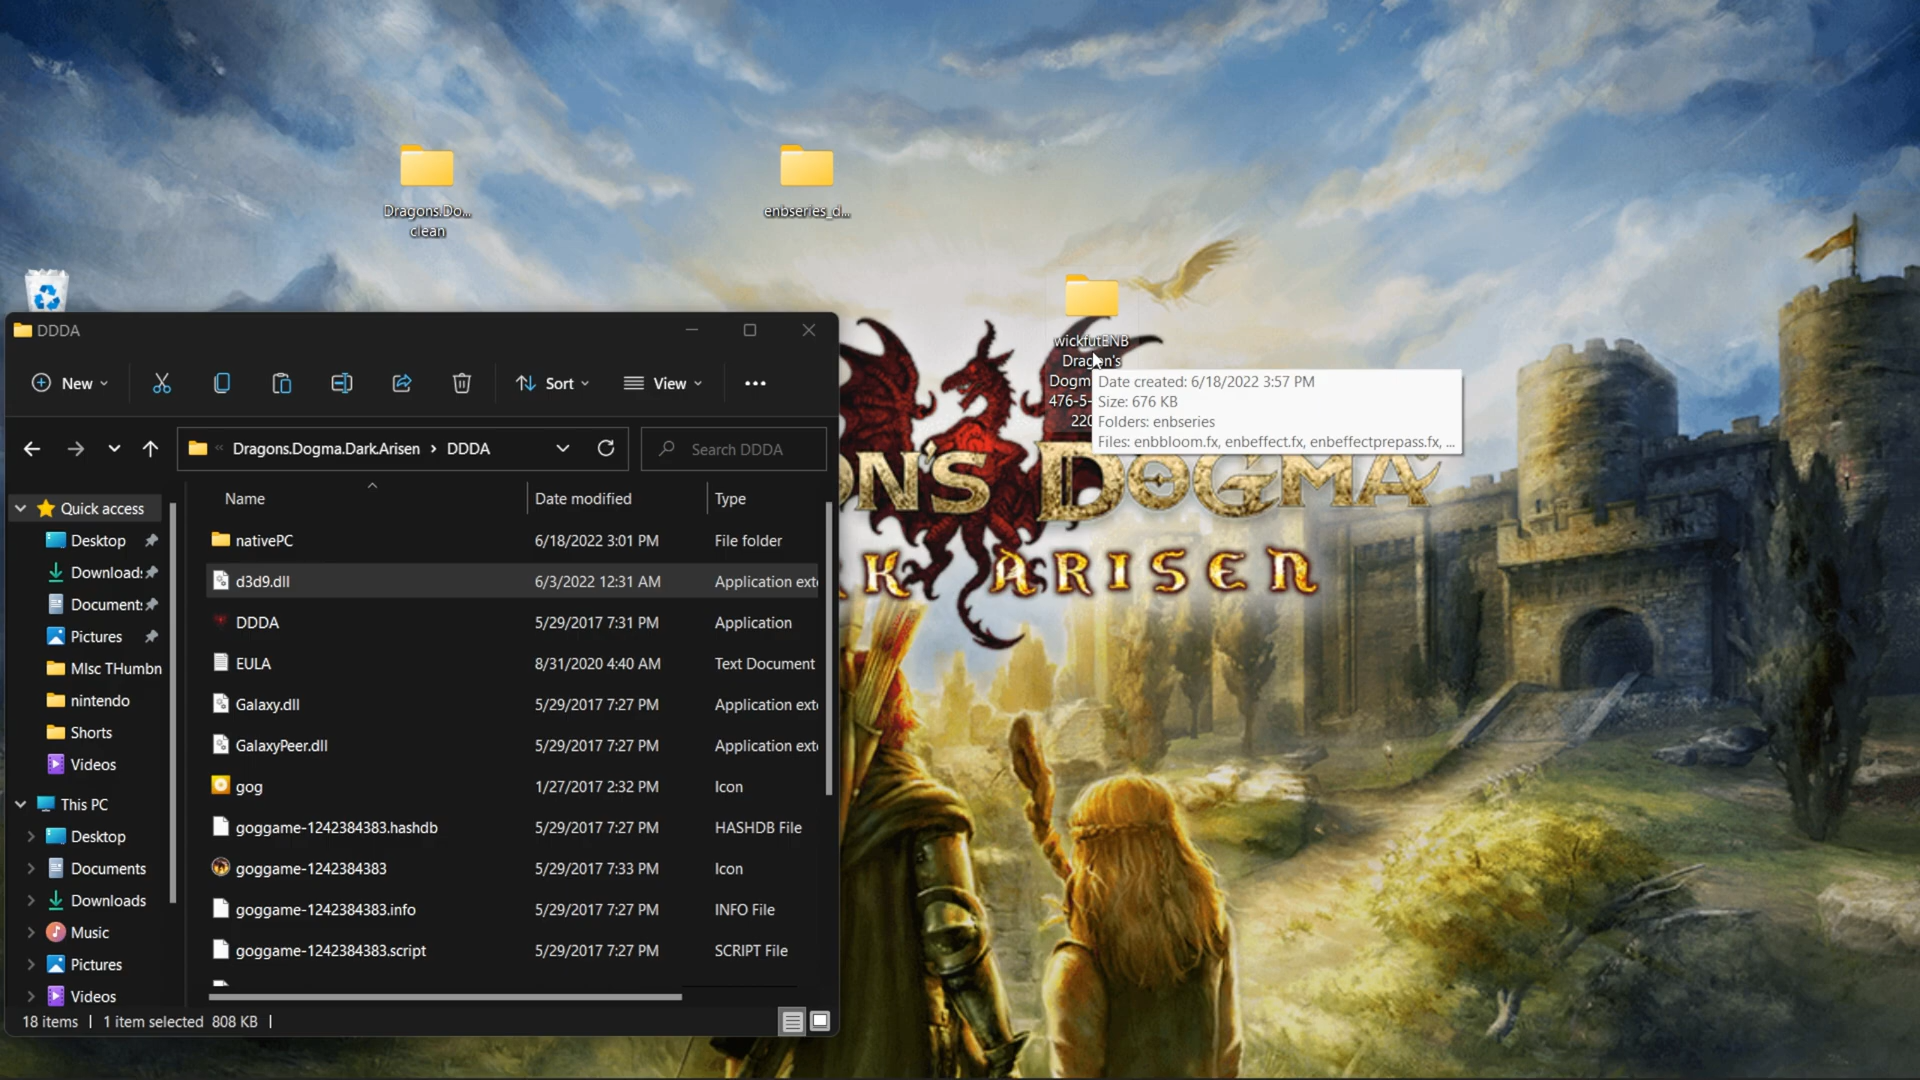 Dragons.Do...
clean
enbseries_d...
wickfutENB
Dragon's
Dogm
476-5-
220
Date created: 6/18/2022 3:57 PM
Size: 676 KB
Folders: enbseries
Files: enbbloom.fx, enbeffect.fx, enbeffectprepass.fx, ...
ON'S DOGMA
K ARISEN
DDDA
New
Sort
View
Dragons.Dogma.Dark.Arisen > DDDA
Search DDDA
Name Date modified Type
Quick access
Desktop
Download:
Document:
Pictures
MIsc THumbn
nintendo
Shorts
Videos
This PC
Desktop
Documents
Downloads
Music
Pictures
Videos
nativePC 6/18/2022 3:01 PM File folder
d3d9.dll 6/3/2022 12:31 AM Application exte
DDDA 5/29/2017 7:31 PM Application
EULA 8/31/2020 4:40 AM Text Document
Galaxy.dll 5/29/2017 7:27 PM Application exte
GalaxyPeer.dll 5/29/2017 7:27 PM Application exte
gog 1/27/2017 2:32 PM Icon
goggame-1242384383.hashdb 5/29/2017 7:27 PM HASHDB File
goggame-1242384383 5/29/2017 7:33 PM Icon
goggame-1242384383.info 5/29/2017 7:27 PM INFO File
goggame-1242384383.script 5/29/2017 7:27 PM SCRIPT File
18 items | 1 item selected 808 KB |